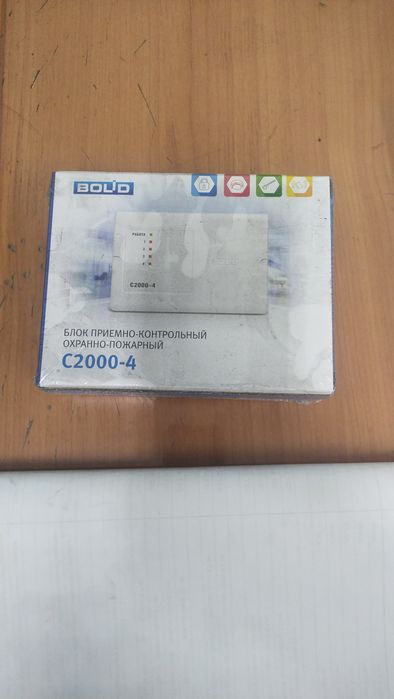 BOLID
РАБОТА
1
2
3
4
С2000-4
БЛОК ПРИЕМНО-КОНТРОЛЬНЫЙ
ОХРАННО-ПОЖАРНЫЙ
С2000-4